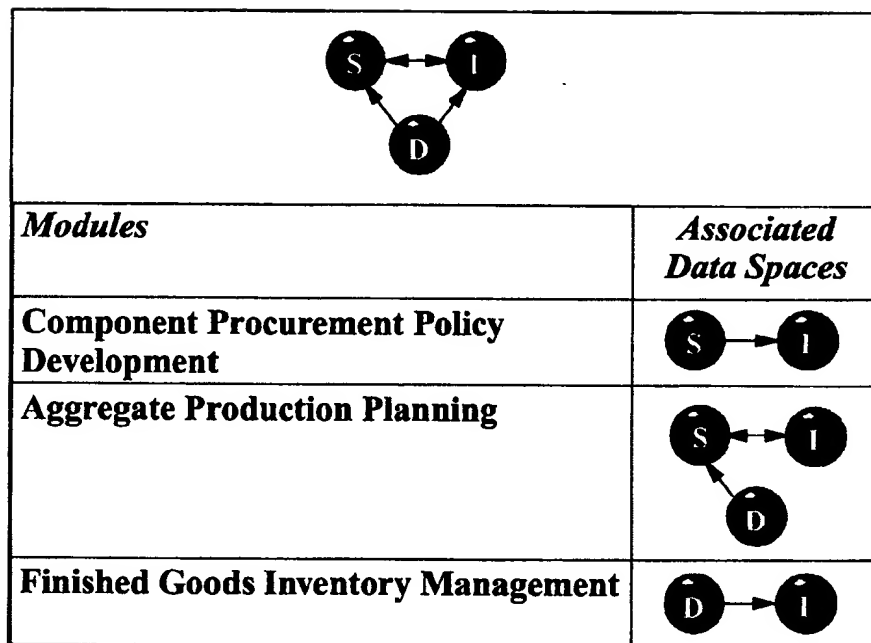 S I
D
Modules
Associated
Data Spaces
Component Procurement Policy
Development
S I
Aggregate Production Planning
S I
D
Finished Goods Inventory Management
D I